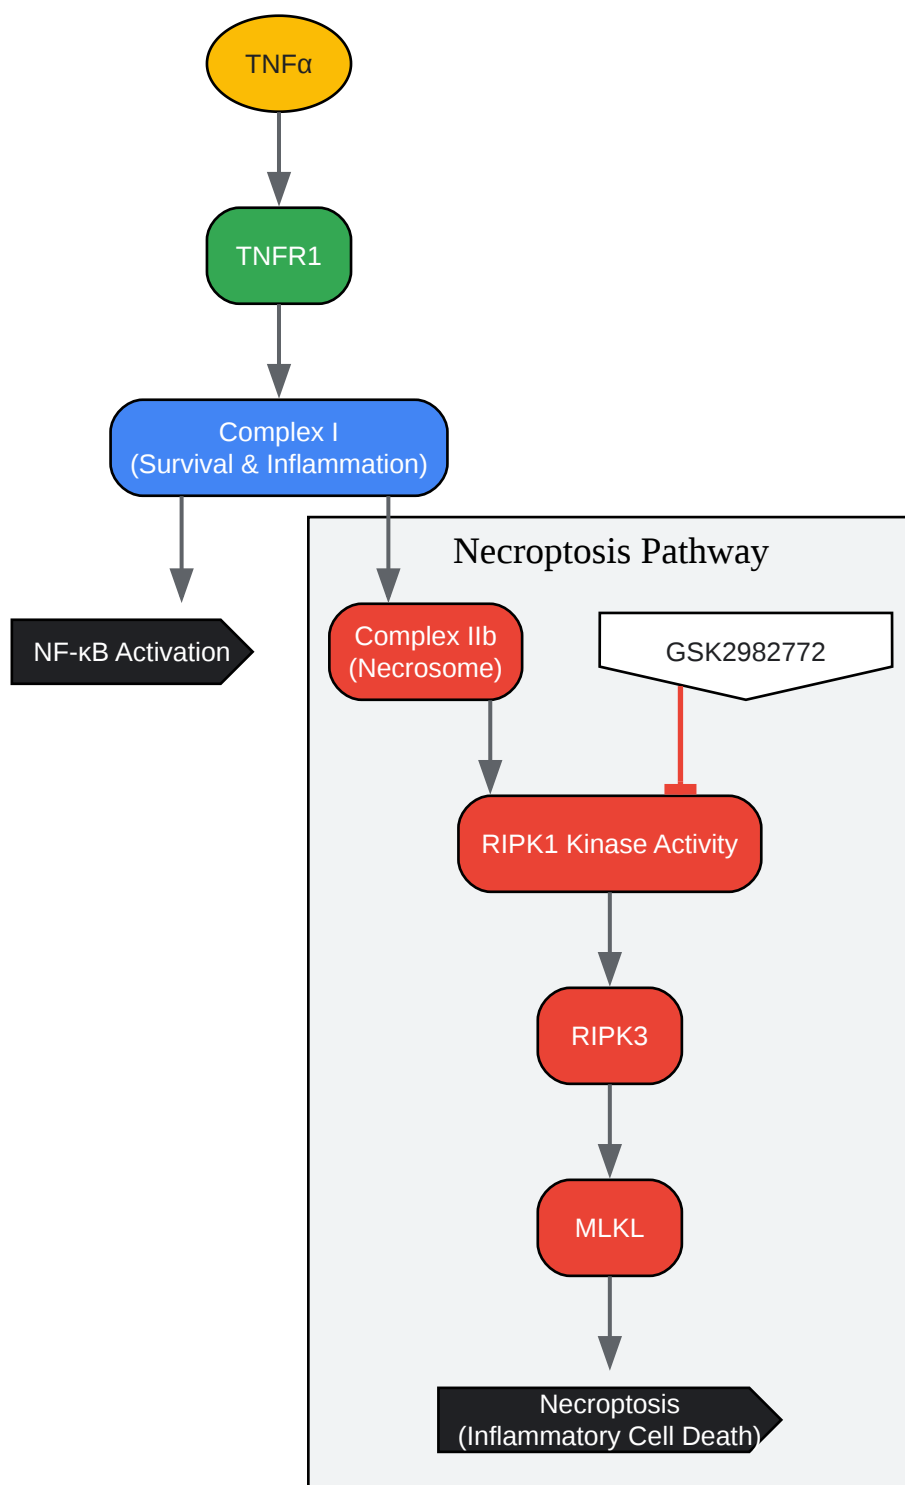 TNFα
TNFR1
Complex I
(Survival & Inflammation)
Necroptosis Pathway
NF-κB Activation
Complex IIb
(Necrosome)
GSK2982772
RIPK1 Kinase Activity
RIPK3
MLKL
Necroptosis
(Inflammatory Cell Death)